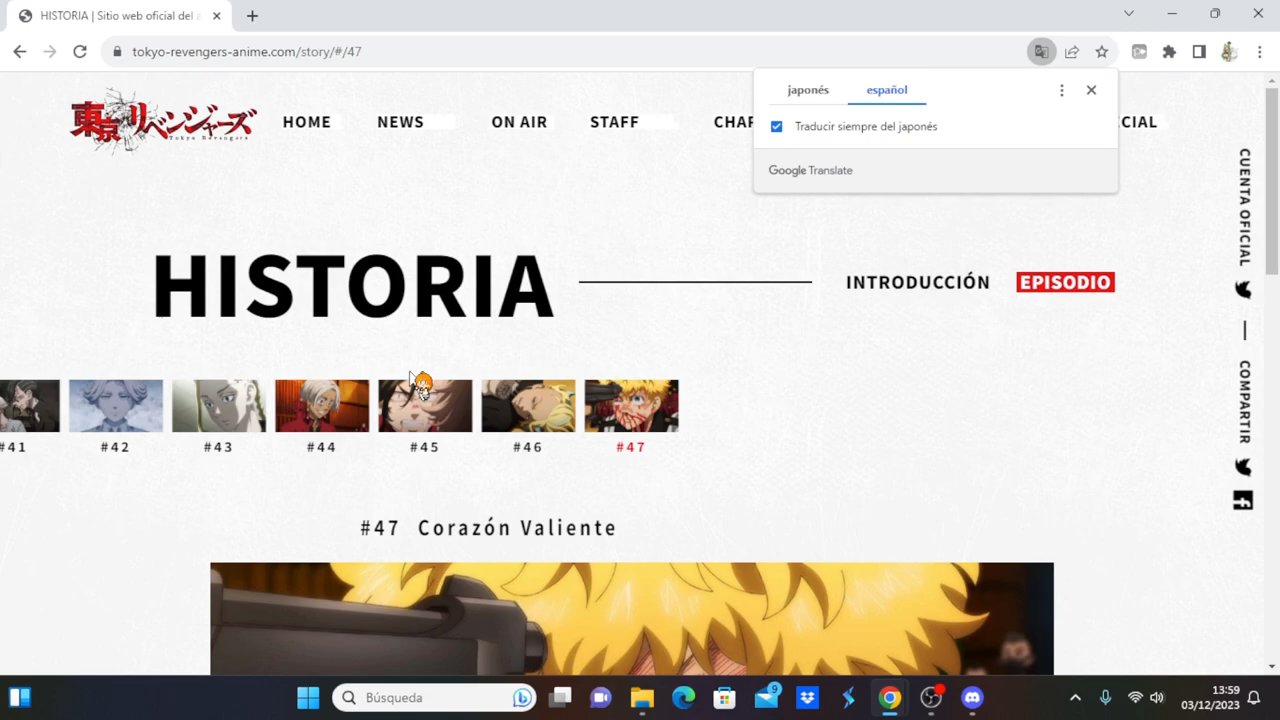 HISTORIA | Sitio web oficial del a
tokyo-revengers-anime.com/story/#/47
japonés español
Traducir siempre del japonés
Google Translate
東京リベンジャーズ
Tokyo Revengers
HOME NEWS ON AIR STAFF CHAR CIAL
CUENTA OFICIAL
COMPARTIR
HISTORIA
INTRODUCCIÓN EPISODIO
#41 #42 #43 #44 #45 #46 #47
#47 Corazón Valiente
Búsqueda
9
13:59
03/12/2023